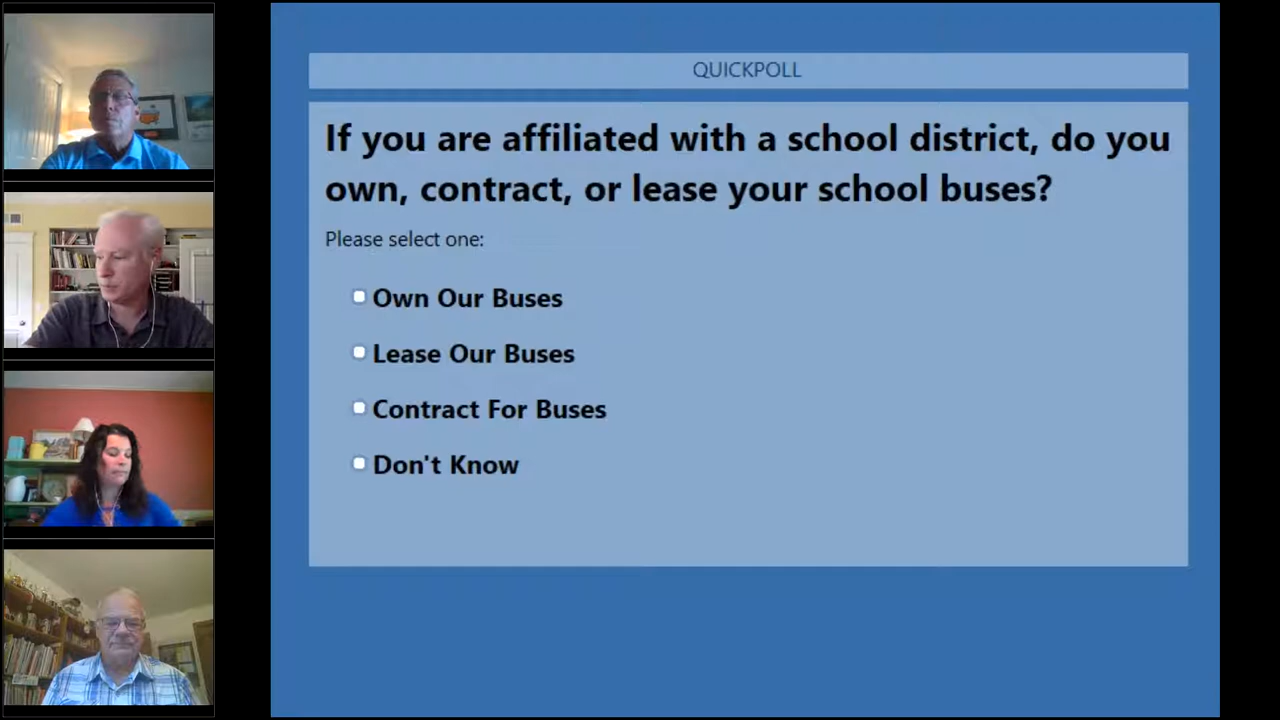 QUICKPOLL
If you are affiliated with a school district, do you
own, contract, or lease your school buses?
Please select one:
Own Our Buses
Lease Our Buses
Contract For Buses
Don't Know